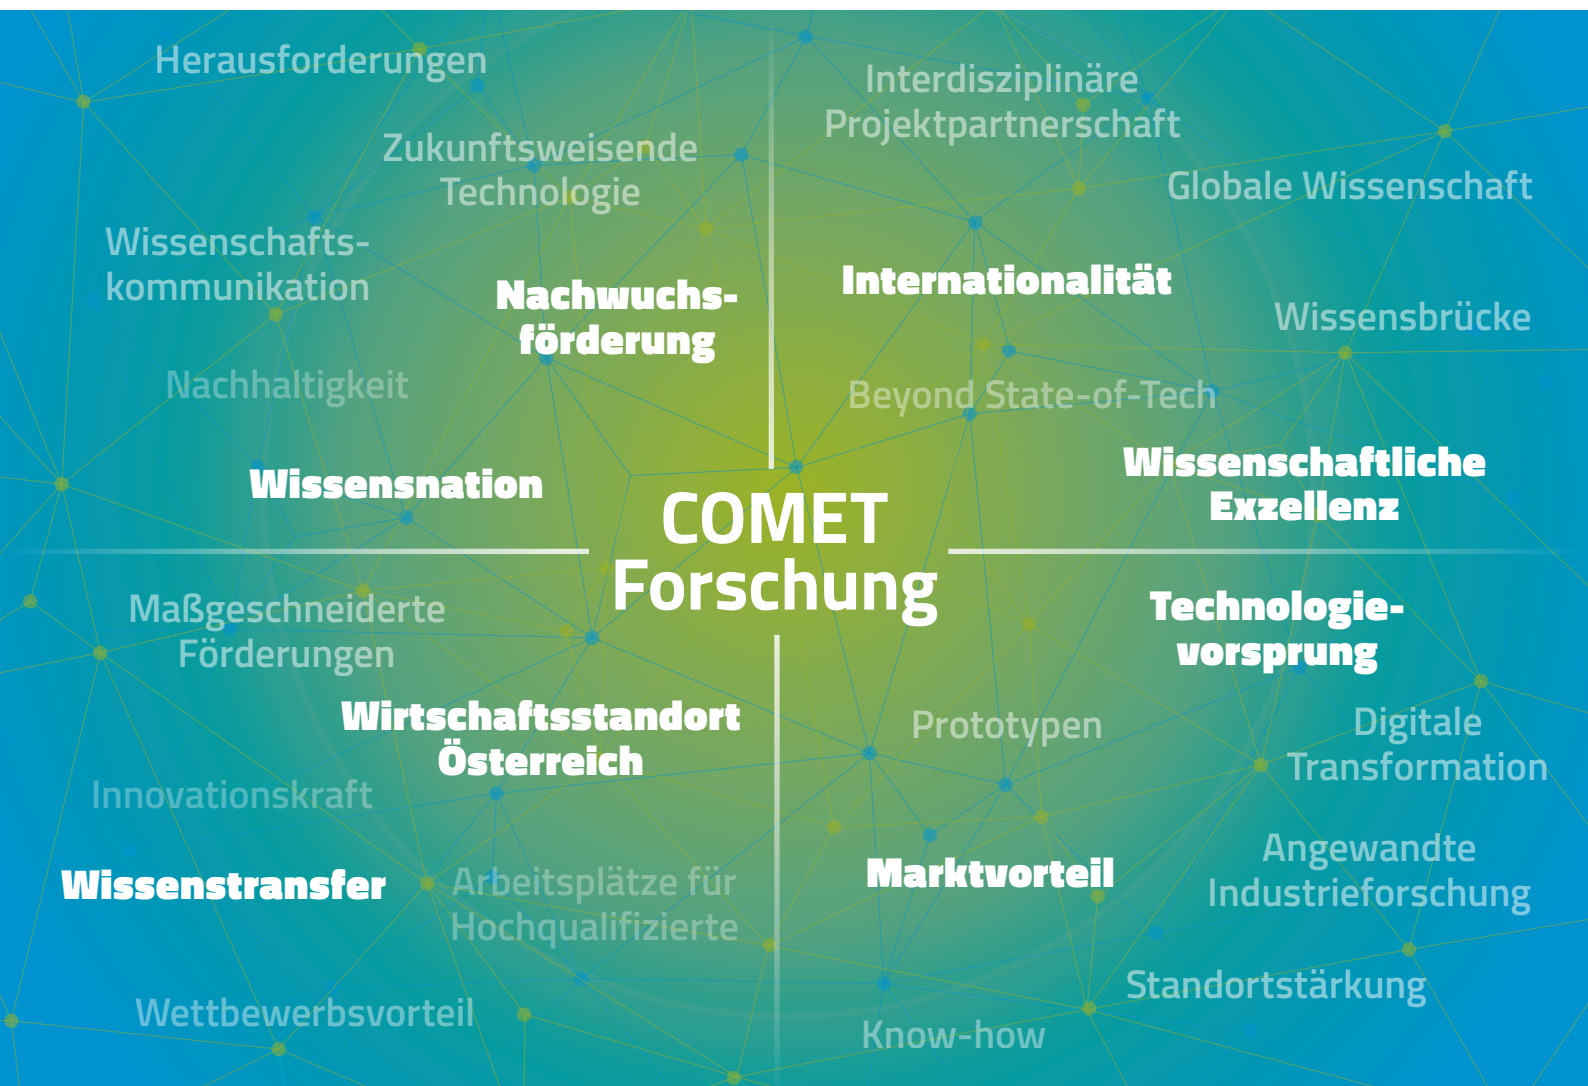 Herausforderungen
Zukunftsweisende
Technologie
Wissenschafts-
kommunikation
Nachwuchs-
förderung
Nachhaltigkeit
Wissensnation
Interdisziplinäre
Projektpartnerschaft
Globale Wissenschaft
Internationalität
Wissensbrücke
Beyond State-of-Tech
Wissenschaftliche
Exzellenz
COMET
Forschung
Maßgeschneiderte
Förderungen
Wirtschaftsstandort
Österreich
Innovationskraft
Wissenstransfer
Arbeitsplätze für
Hochqualifizierte
Wettbewerbsvorteil
Technologie-
vorsprung
Prototypen
Digitale
Transformation
Marktvorteil
Angewandte
Industrieforschung
Standortstärkung
Know-how